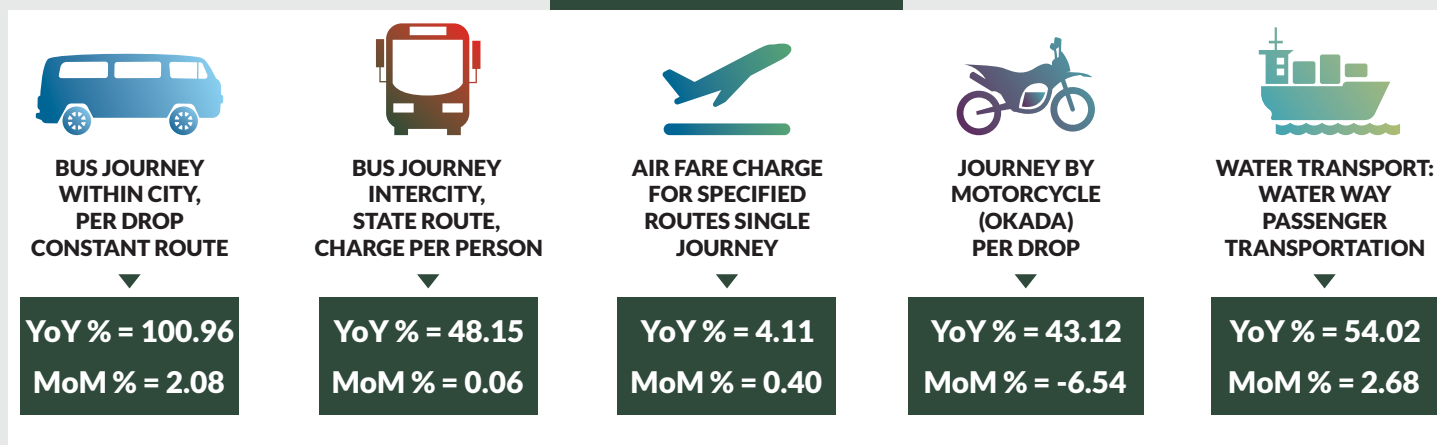 BUS JOURNEY
WITHIN CITY,
PER DROP
CONSTANT ROUTE
YoY % = 100.96
MoM % = 2.08
BUS JOURNEY
INTERCITY,
STATE ROUTE,
CHARGE PER PERSON
YoY % = 48.15
MoM % = 0.06
AIR FARE CHARGE
FOR SPECIFIED
ROUTES SINGLE
JOURNEY
YoY % = 4.11
MoM % = 0.40
JOURNEY BY
MOTORCYCLE
(OKADA)
PER DROP
YoY % = 43.12
MoM % = -6.54
WATER TRANSPORT:
WATER WAY
PASSENGER
TRANSPORTATION
YoY % = 54.02
MoM % = 2.68